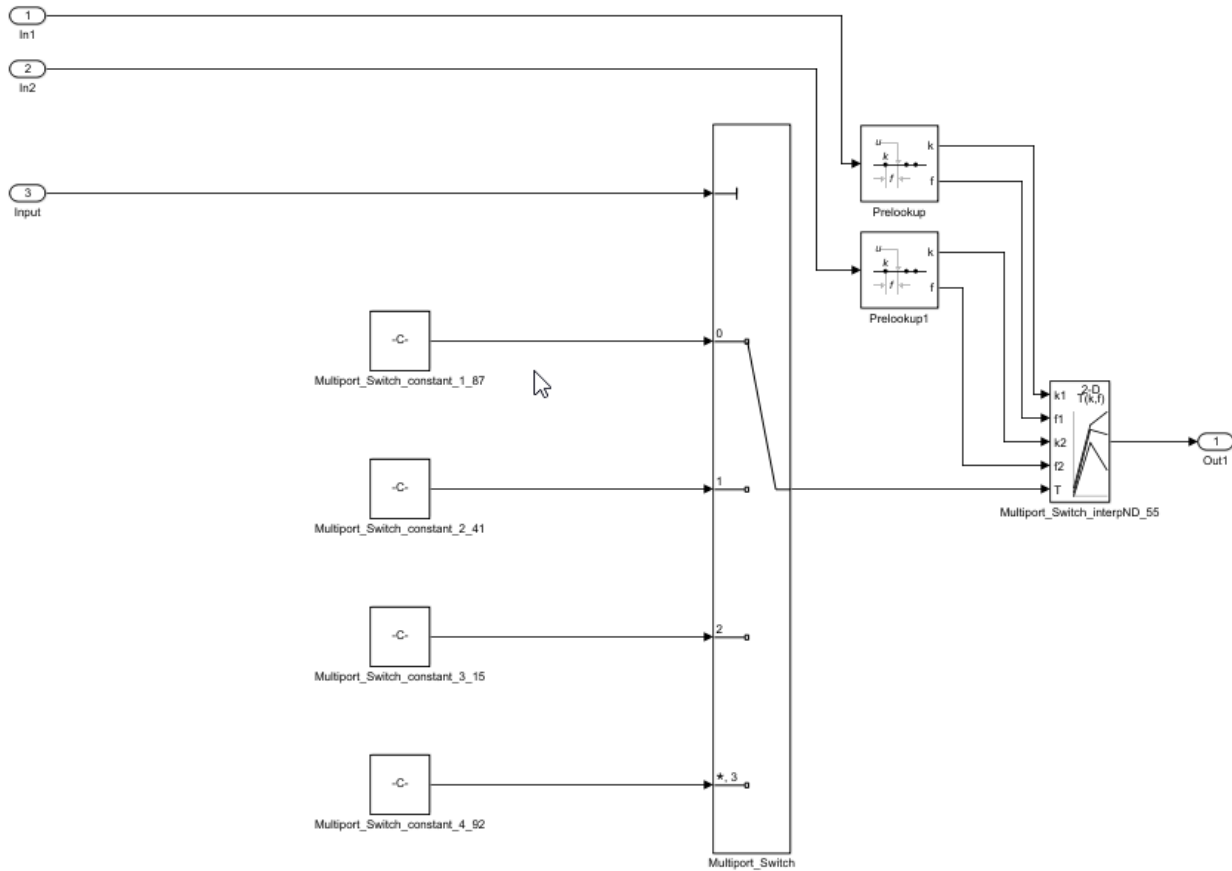 1
In1
2
In2
3
Input
u
k
f
k
f
Prelookup
u
k
f
k
f
Prelookup1
-C-
Multiport_Switch_constant_1_87
0
-C-
Multiport_Switch_constant_2_41
1
-C-
Multiport_Switch_constant_3_15
2
-C-
Multiport_Switch_constant_4_92
*, 3
Multiport_Switch
2-D
T(k,f)
k1
f1
k2
f2
T
Multiport_Switch_interpND_55
1
Out1